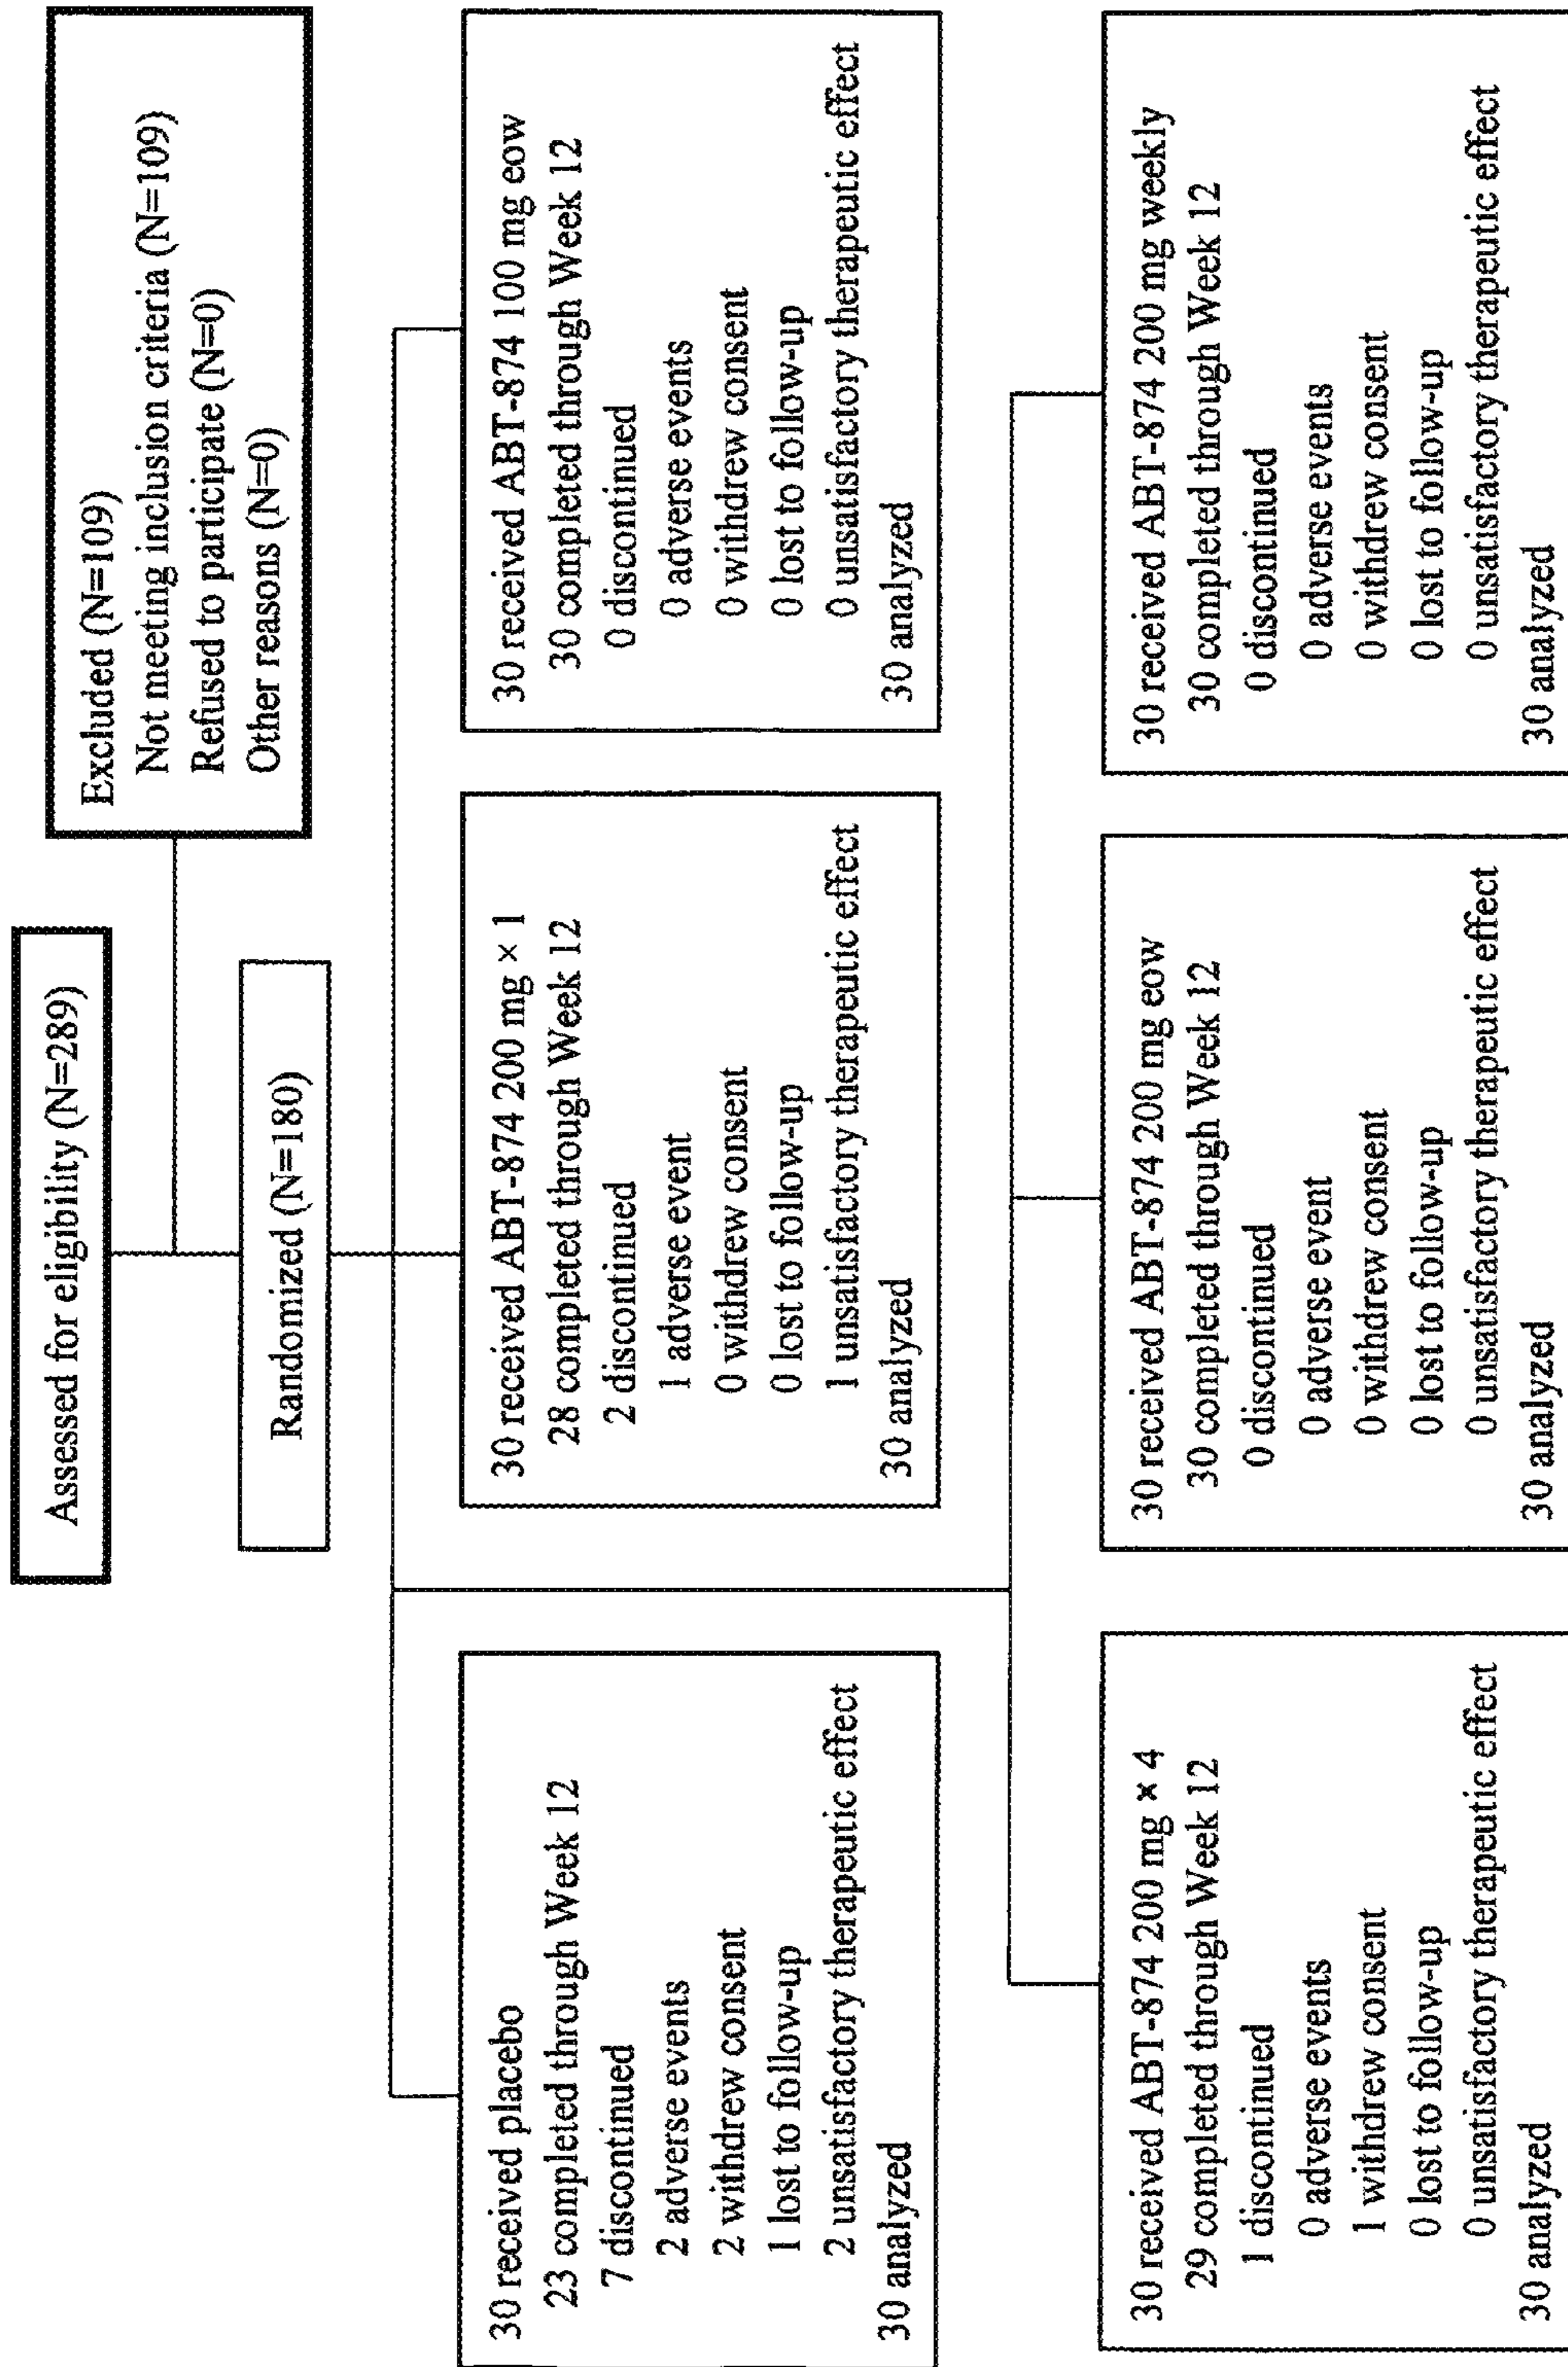 Assessed for eligibility (N=289)
Excluded (N=109)
Not meeting inclusion criteria (N=109)
Refused to participate (N=0)
Other reasons (N=0)
Randomized (N=180)
30 received placebo
23 completed through Week 12
7 discontinued
2 adverse events
2 withdrew consent
1 lost to follow-up
2 unsatisfactory therapeutic effect
30 analyzed
30 received ABT-874 200 mg × 1
28 completed through Week 12
2 discontinued
1 adverse event
0 withdrew consent
0 lost to follow-up
1 unsatisfactory therapeutic effect
30 analyzed
30 received ABT-874 100 mg eow
30 completed through Week 12
0 discontinued
0 adverse events
0 withdrew consent
0 lost to follow-up
0 unsatisfactory therapeutic effect
30 analyzed
30 received ABT-874 200 mg × 4
29 completed through Week 12
1 discontinued
0 adverse events
1 withdrew consent
0 lost to follow-up
0 unsatisfactory therapeutic effect
30 analyzed
30 received ABT-874 200 mg eow
30 completed through Week 12
0 discontinued
0 adverse event
0 withdrew consent
0 lost to follow-up
0 unsatisfactory therapeutic effect
30 analyzed
30 received ABT-874 200 mg weekly
30 completed through Week 12
0 discontinued
0 adverse events
0 withdrew consent
0 lost to follow-up
0 unsatisfactory therapeutic effect
30 analyzed